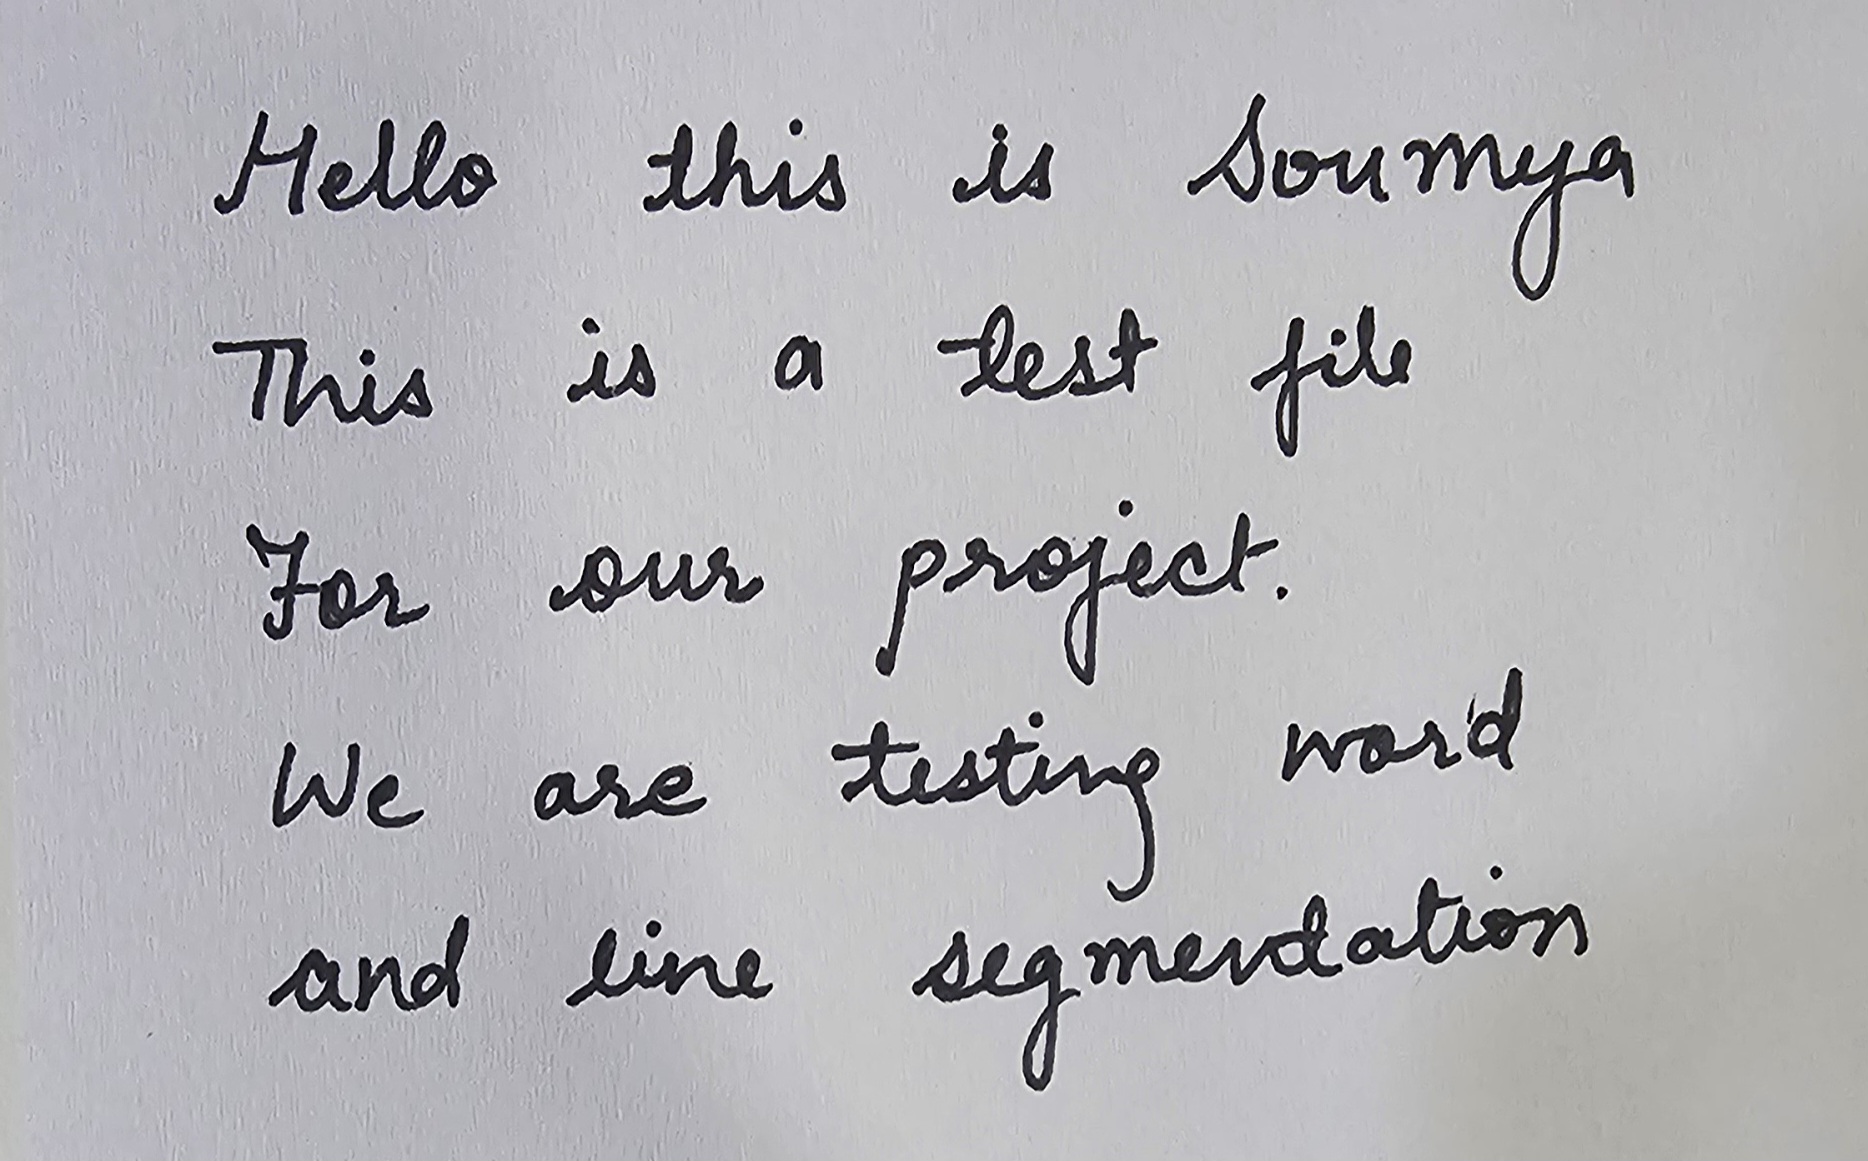 Hello this is Soumya
This is a test file
For our project.
We are testing word
and line segmentation